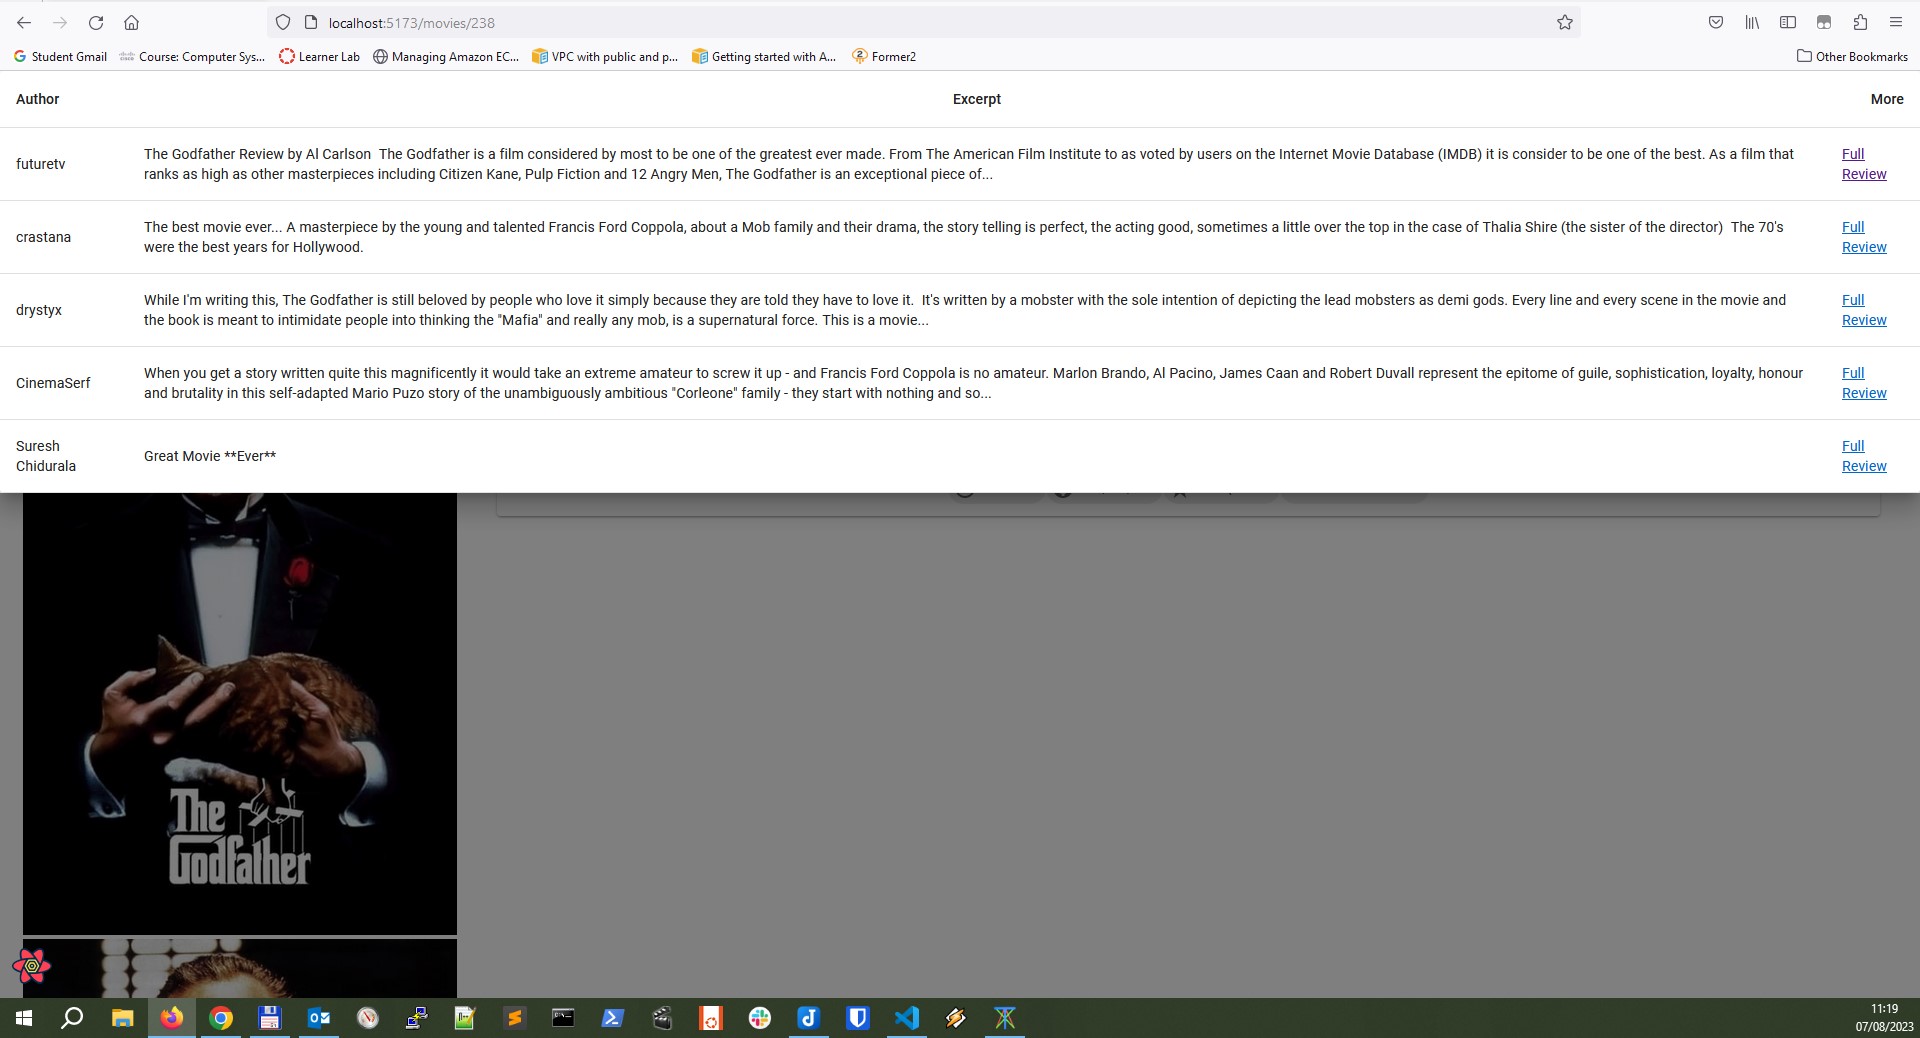 localhost:5173/movies/238
Student Gmail Course: Computer Sys... Learner Lab Managing Amazon EC... VPC with public and p... Getting started with A... Former2 Other Bookmarks
Author Excerpt More
futuretv
The Godfather Review by Al Carlson  The Godfather is a film considered by most to be one of the greatest ever made. From The American Film Institute to as voted by users on the Internet Movie Database (IMDB) it is consider to be one of the best. As a film that
ranks as high as other masterpieces including Citizen Kane, Pulp Fiction and 12 Angry Men, The Godfather is an exceptional piece of...
Full
Review
crastana
The best movie ever... A masterpiece by the young and talented Francis Ford Coppola, about a Mob family and their drama, the story telling is perfect, the acting good, sometimes a little over the top in the case of Thalia Shire (the sister of the director)  The 70's
were the best years for Hollywood.
Full
Review
drystyx
While I'm writing this, The Godfather is still beloved by people who love it simply because they are told they have to love it.  It's written by a mobster with the sole intention of depicting the lead mobsters as demi gods. Every line and every scene in the movie and
the book is meant to intimidate people into thinking the "Mafia" and really any mob, is a supernatural force. This is a movie...
Full
Review
CinemaSerf
When you get a story written quite this magnificently it would take an extreme amateur to screw it up - and Francis Ford Coppola is no amateur. Marlon Brando, Al Pacino, James Caan and Robert Duvall represent the epitome of guile, sophistication, loyalty, honour
and brutality in this self-adapted Mario Puzo story of the unambiguously ambitious "Corleone" family - they start with nothing and so...
Full
Review
Suresh
Chidurala
Great Movie **Ever**
Full
Review
The
Godfather
11:19
07/08/2023